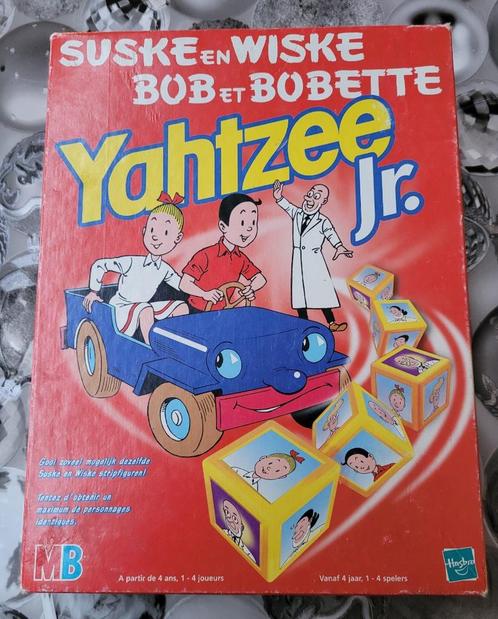 SUSKE EN WISKE
BOB ET BOBETTE
Yahtzee
Jr.
Gooi zoveel mogelijk dezelfde
Suske en Wiske stripfiguren!
Tentez d'obtenir un
maximum de personnages
identiques.
MB
A partir de 4 ans, 1 - 4 joueurs
Vanaf 4 jaar, 1 - 4 spelers
Hasbro